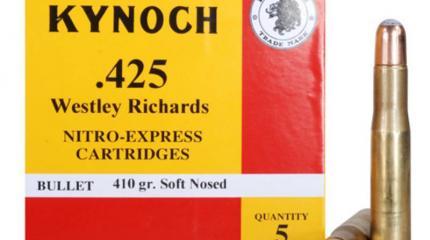 KYNOCH
TRADE MARK
.425
Westley Richards
NITRO-EXPRESS
CARTRIDGES
BULLET 410 gr. Soft Nosed
QUANTITY
5